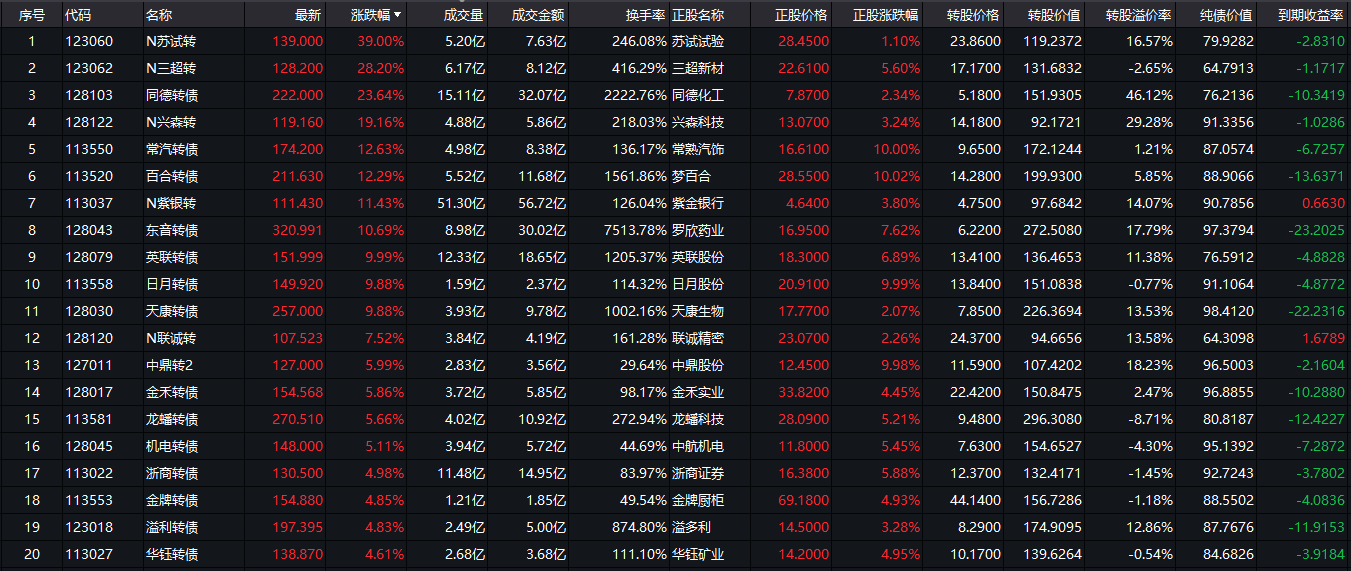 序号 代码 名称 最新 涨跌幅 成交量 成交金额 换手率 正股名称 正股价格 正股涨跌幅 转股价格 转股价值 转股溢价率 纯债价值 到期收益率
1 123060 N苏试转 139.000 39.00% 5.20亿 7.63亿 246.08% 苏试试验 28.4500 1.10% 23.8600 119.2372 16.57% 79.9282 -2.8310
2 123062 N三超转 128.200 28.20% 6.17亿 8.12亿 416.29% 三超新材 22.6100 5.60% 17.1700 131.6832 -2.65% 64.7913 -1.1717
3 128103 同德转债 222.000 23.64% 15.11亿 32.07亿 2222.76% 同德化工 7.8700 2.34% 5.1800 151.9305 46.12% 76.2136 -10.3419
4 128122 N兴森转 119.160 19.16% 4.88亿 5.86亿 218.03% 兴森科技 13.0700 3.24% 14.1800 92.1721 29.28% 91.3356 -1.0286
5 113550 常汽转债 174.200 12.63% 4.98亿 8.38亿 136.17% 常熟汽饰 16.6100 10.00% 9.6500 172.1244 1.21% 87.0574 -6.7257
6 113520 百合转债 211.630 12.29% 5.52亿 11.68亿 1561.86% 梦百合 28.5500 10.02% 14.2800 199.9300 5.85% 88.9066 -13.6371
7 113037 N紫银转 111.430 11.43% 51.30亿 56.72亿 126.04% 紫金银行 4.6400 3.80% 4.7500 97.6842 14.07% 90.7856 0.6630
8 128043 东音转债 320.991 10.69% 8.98亿 30.02亿 7513.78% 罗欣药业 16.9500 7.62% 6.2200 272.5080 17.79% 97.3794 -23.2025
9 128079 英联转债 151.999 9.99% 12.33亿 18.65亿 1205.37% 英联股份 18.3000 6.89% 13.4100 136.4653 11.38% 76.5912 -4.8828
10 113558 日月转债 149.920 9.88% 1.59亿 2.37亿 114.32% 日月股份 20.9100 9.99% 13.8400 151.0838 -0.77% 91.1064 -4.8772
11 128030 天康转债 257.000 9.88% 3.93亿 9.78亿 1002.16% 天康生物 17.7700 2.07% 7.8500 226.3694 13.53% 98.4120 -22.2316
12 128120 N联诚转 107.523 7.52% 3.84亿 4.19亿 161.28% 联诚精密 23.0700 2.26% 24.3700 94.6656 13.58% 64.3098 1.6789
13 127011 中鼎转2 127.000 5.99% 2.83亿 3.56亿 29.64% 中鼎股份 12.4500 9.98% 11.5900 107.4202 18.23% 96.5003 -2.1604
14 128017 金禾转债 154.568 5.86% 3.72亿 5.85亿 98.17% 金禾实业 33.8200 4.45% 22.4200 150.8475 2.47% 96.8855 -10.2880
15 113581 龙蟠转债 270.510 5.66% 4.02亿 10.92亿 272.94% 龙蟠科技 28.0900 5.21% 9.4800 296.3080 -8.71% 80.8187 -12.4227
16 128045 机电转债 148.000 5.11% 3.94亿 5.72亿 44.69% 中航机电 11.8000 5.45% 7.6300 154.6527 -4.30% 95.1392 -7.2872
17 113022 浙商转债 130.500 4.98% 11.48亿 14.95亿 83.97% 浙商证券 16.3800 5.88% 12.3700 132.4171 -1.45% 92.7243 -3.7802
18 113553 金牌转债 154.880 4.85% 1.21亿 1.85亿 49.54% 金牌厨柜 69.1800 4.93% 44.1400 156.7286 -1.18% 88.5502 -4.0836
19 123018 溢利转债 197.395 4.83% 2.49亿 5.00亿 874.80% 溢多利 14.5000 3.28% 8.2900 174.9095 12.86% 87.7676 -11.9153
20 113027 华钰转债 138.870 4.61% 2.68亿 3.68亿 111.10% 华钰矿业 14.2000 4.95% 10.1700 139.6264 -0.54% 84.6826 -3.9184